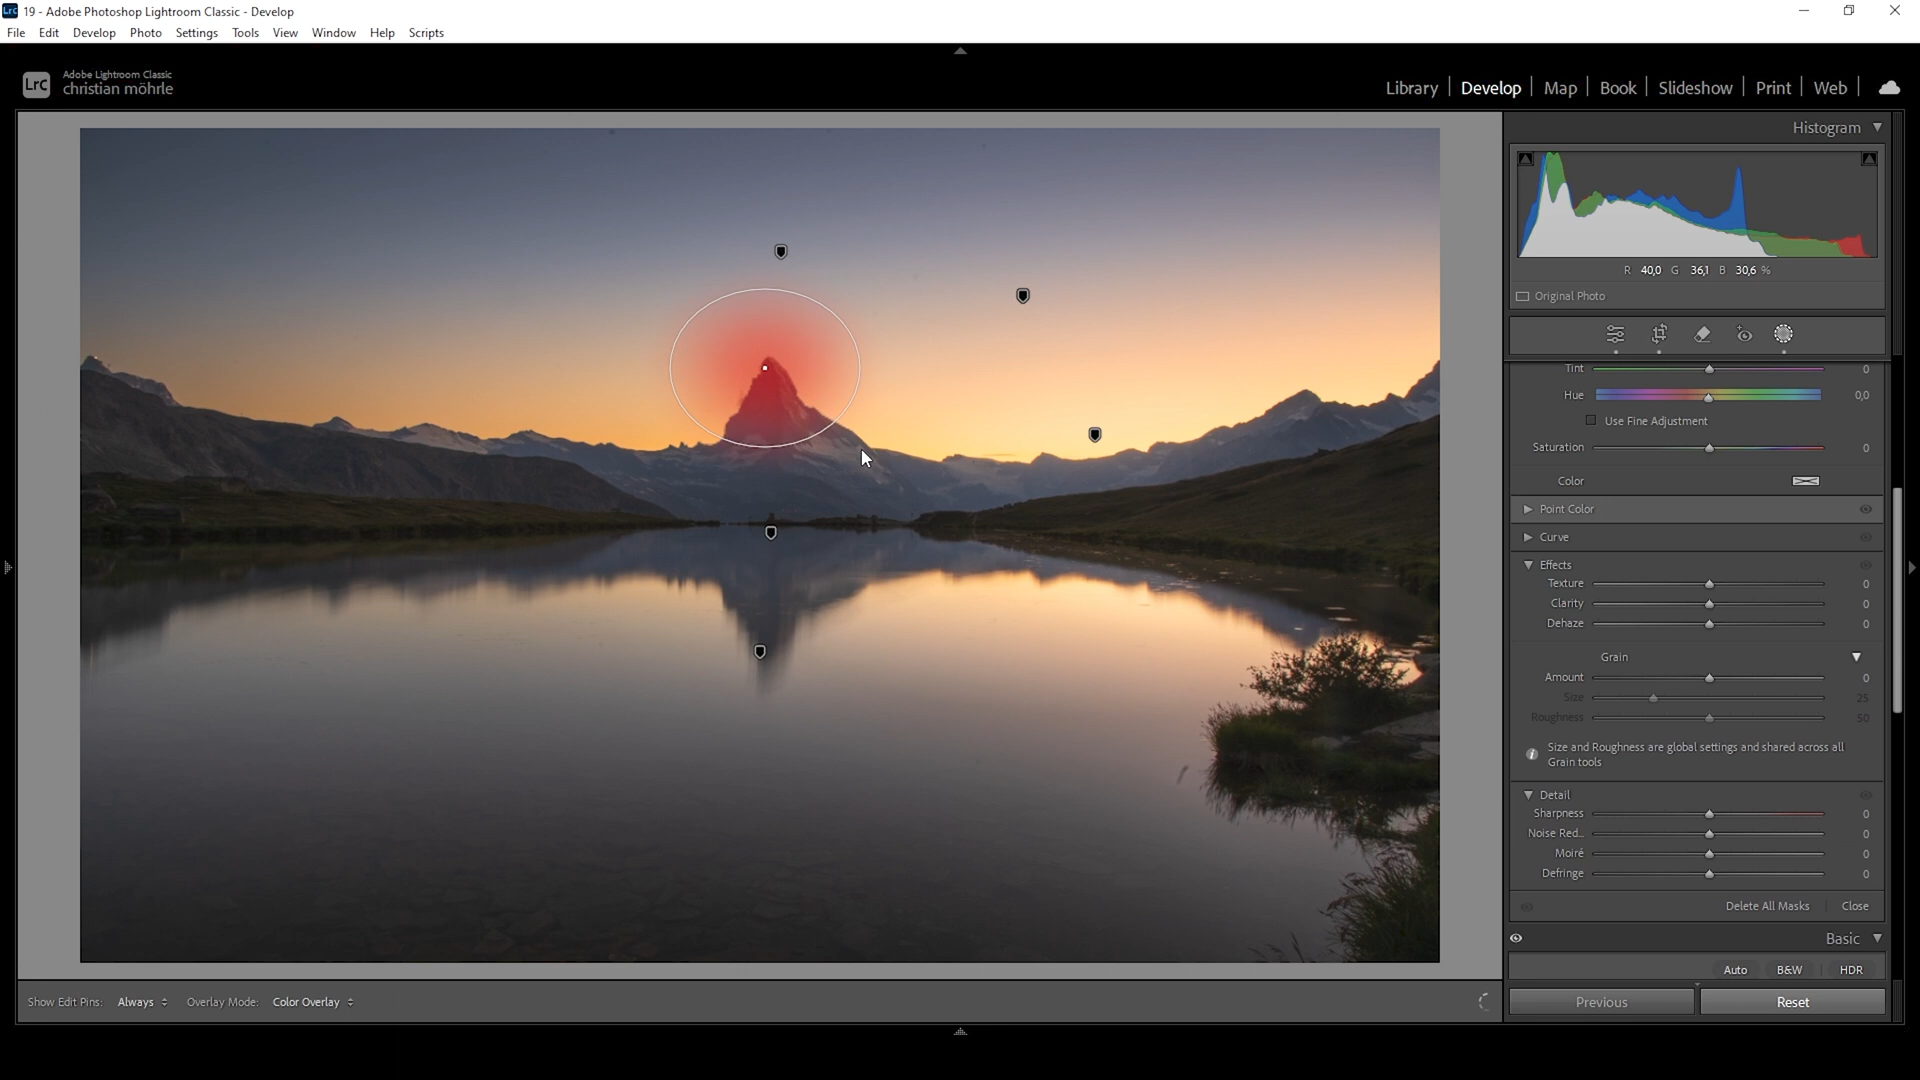 19 - Adobe Photoshop Lightroom Classic - Develop
File Edit Develop Photo Settings Tools View Window Help Scripts
LrC
Adobe Lightroom Classic
christian möhrle
Library Develop Map Book Slideshow Print Web
Histogram
R 40,0 G 36,1 B 30,6 %
Original Photo
Tint 0
Hue 0,0
Use Fine Adjustment
Saturation 0
Color
Point Color
Curve
Effects
Texture 0
Clarity 0
Dehaze 0
Grain
Amount 0
Size 25
Roughness 50
Size and Roughness are global settings and shared across all
Grain tools
Detail
Sharpness 0
Noise Red... 0
Moiré 0
Defringe 0
Delete All Masks Close
Basic
Auto B&W HDR
Show Edit Pins: Always Overlay Mode: Color Overlay
Previous Reset